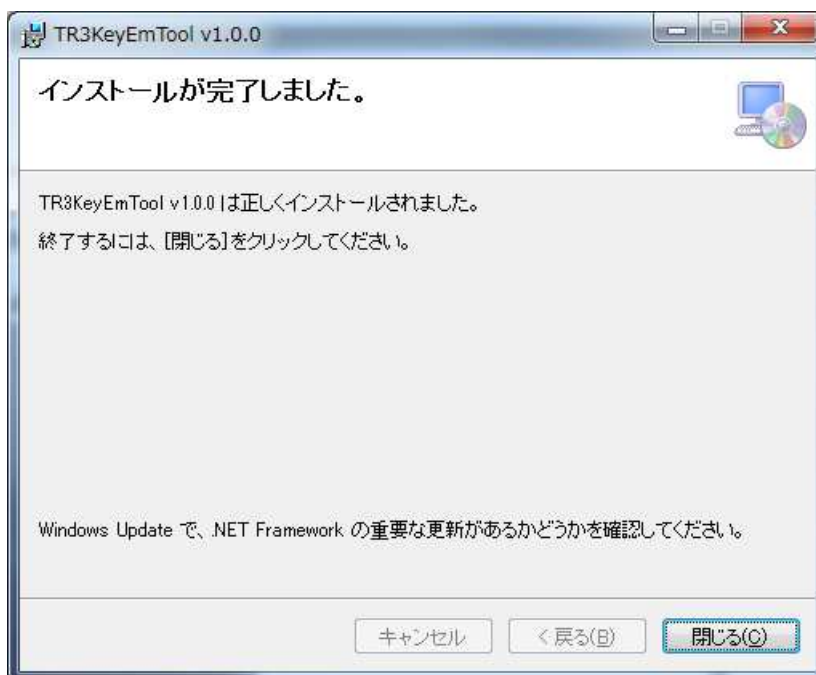 TR3KeyEmTool v1.0.0
インストールが完了しました。
TR3KeyEmTool v1.0.0 は正しくインストールされました。
終了するには、[閉じる]をクリックしてください。
Windows Update で、.NET Framework の重要な更新があるかどうかを確認してください。
キャンセル
< 戻る(B)
閉じる(C)